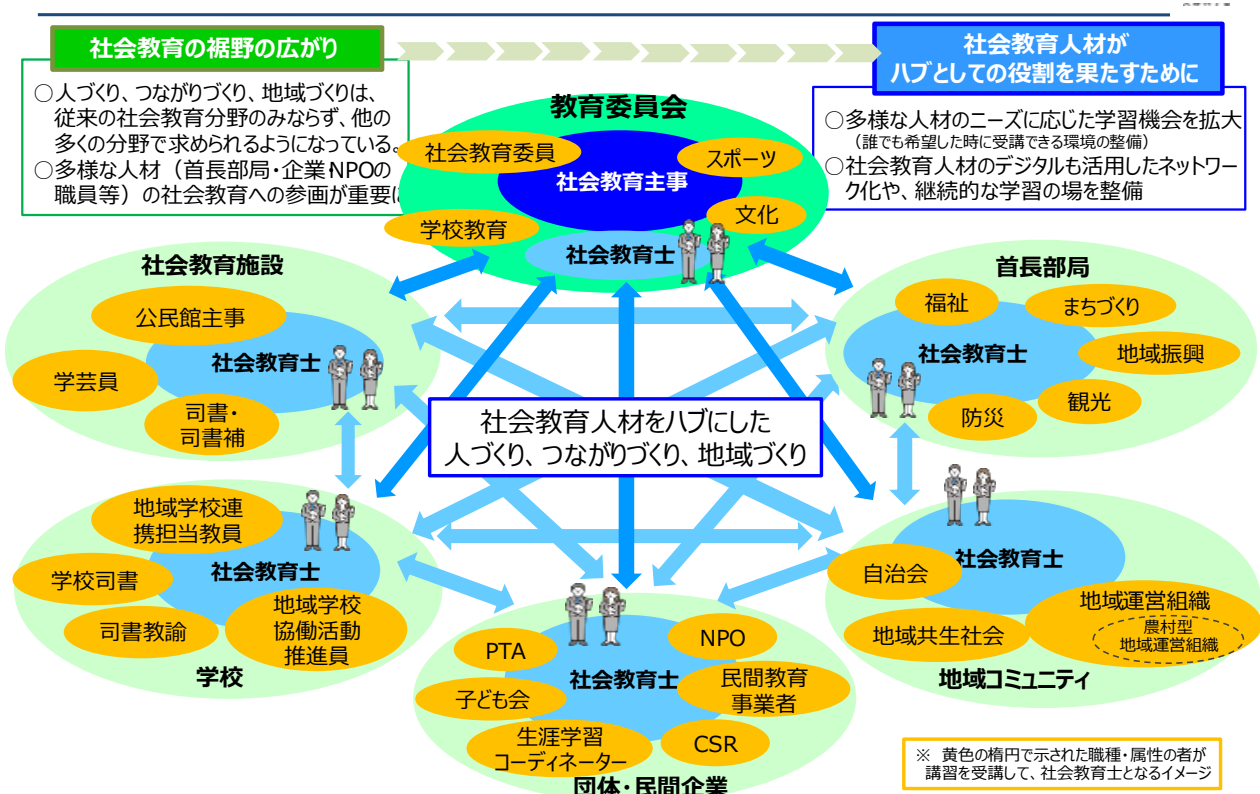 社会教育の裾野の広がり
社会教育人材が
ハブとしての役割を果たすために
○人づくり、つながりづくり、地域づくりは、
従来の社会教育分野のみならず、他の
多くの分野で求められるようになっている。
○多様な人材（首長部局・企業・NPOの
職員等）の社会教育への参画が重要に
○多様な人材のニーズに応じた学習機会を拡大
（誰でも希望した時に受講できる環境の整備）
○社会教育人材のデジタルも活用したネットワー
ク化や、継続的な学習の場を整備
教育委員会
社会教育委員
スポーツ
社会教育主事
文化
学校教育
社会教育士
社会教育施設
公民館主事
社会教育士
学芸員
司書・
司書補
首長部局
福祉
まちづくり
社会教育士
地域振興
観光
防災
社会教育人材をハブにした
人づくり、つながりづくり、地域づくり
地域学校連
携担当教員
学校司書
社会教育士
司書教諭
地域学校
協働活動
推進員
学校
PTA
NPO
社会教育士
子ども会
民間教育
事業者
生涯学習
コーディネーター
CSR
団体・民間企業
社会教育士
自治会
地域運営組織
農村型
地域運営組織
地域共生社会
地域コミュニティ
※ 黄色の楕円で示された職種・属性の者が
講習を受講して、社会教育士となるイメージ